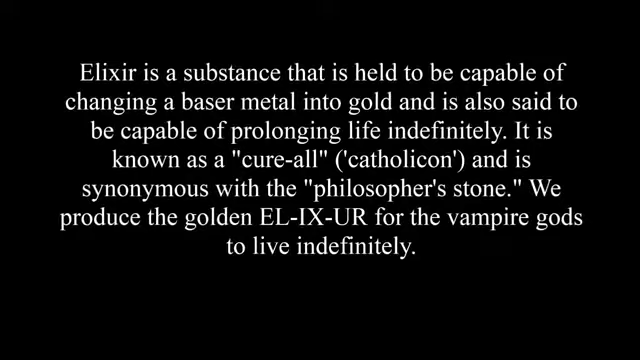 Elixir is a substance that is held to be capable of
changing a baser metal into gold and is also said to
be capable of prolonging life indefinitely. It is
known as a "cure-all" ('catholicon') and is
synonymous with the "philosopher's stone." We
produce the golden EL-IX-UR for the vampire gods
to live indefinitely.